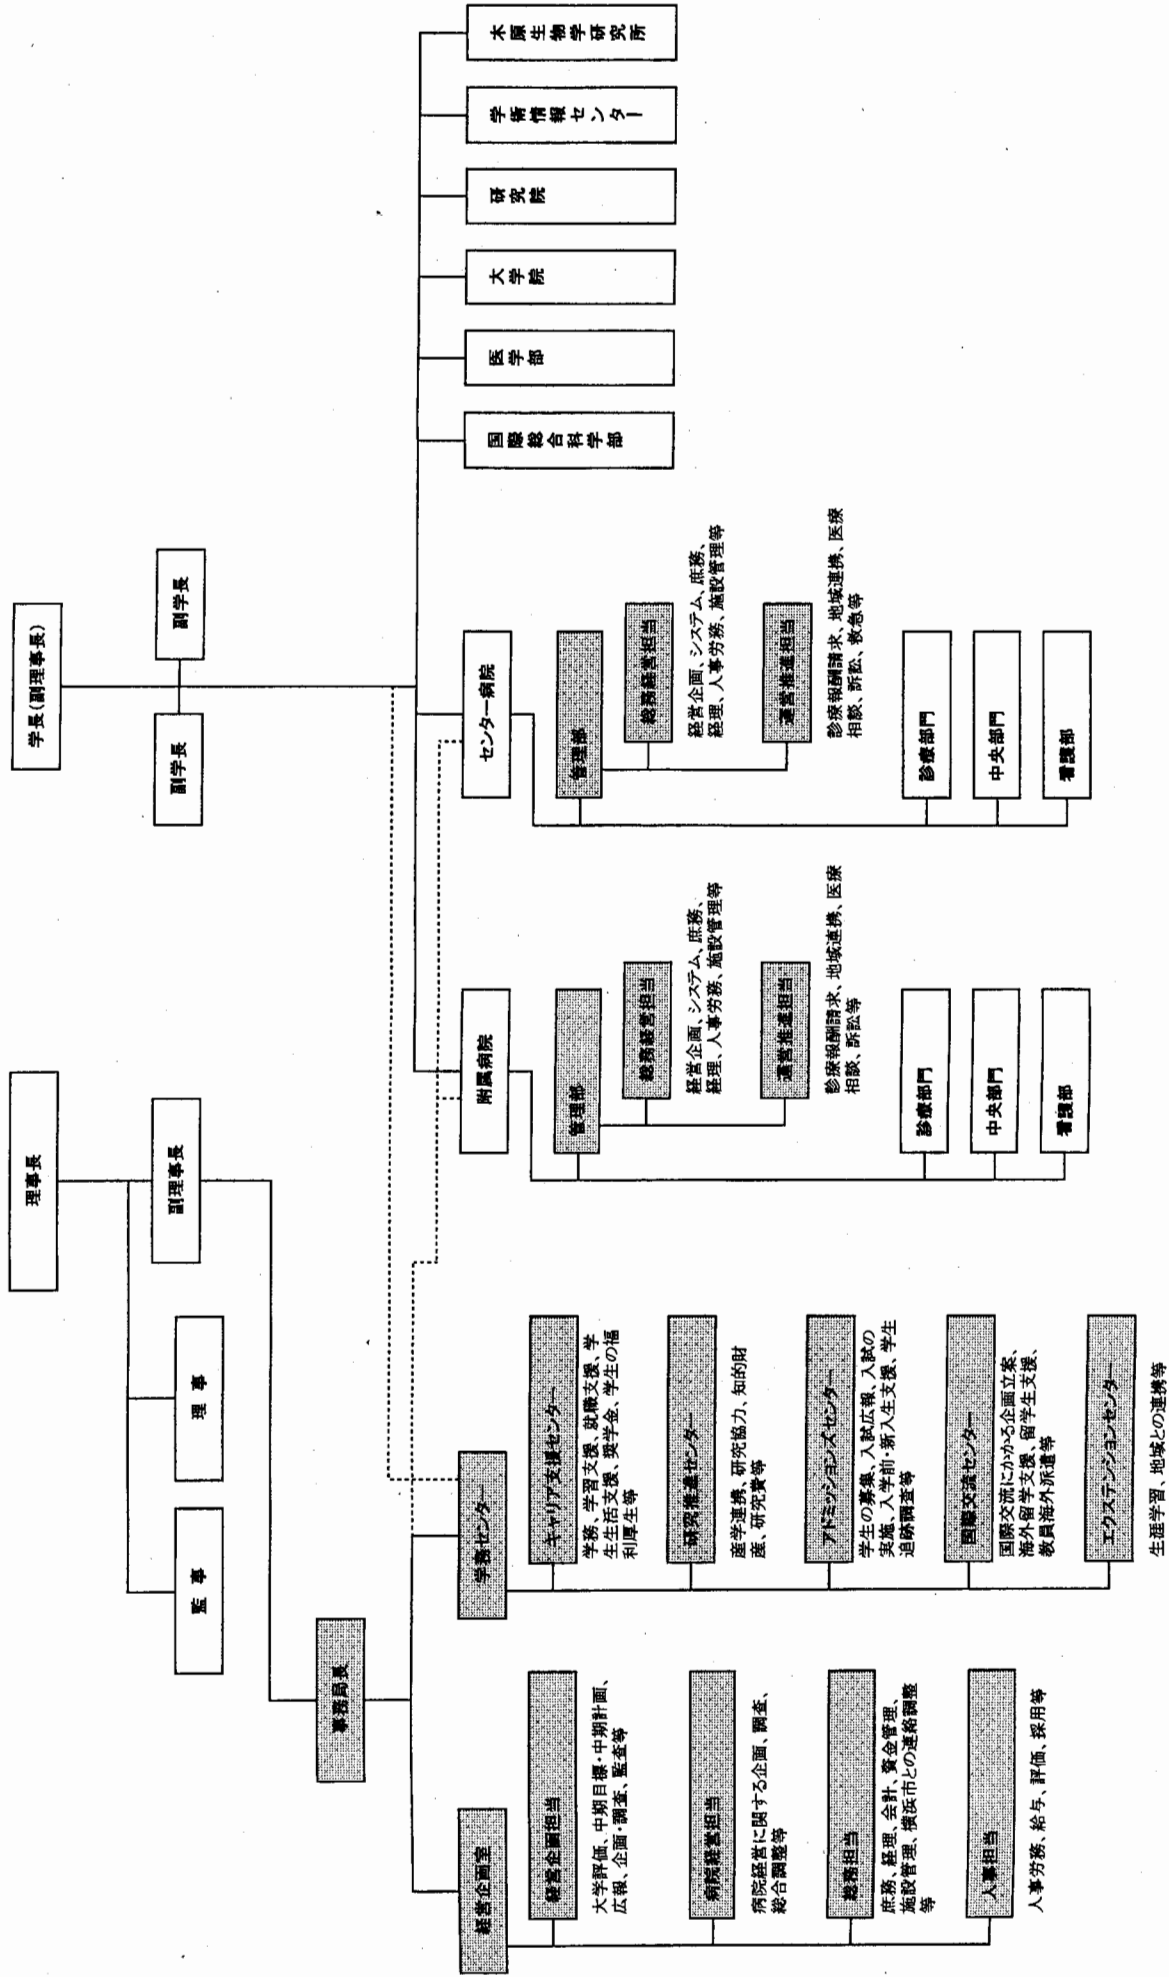 理事長
学長(副理事長)
副理事長
理 事
監 事
副学長
副学長
事務局長
経営企画室
経営企画担当
大学評価、中期目標・中期計画、
広報、企画・調査、監査等
病院経営担当
病院経営に関する企画、調査、
総合調整等
総務担当
庶務、経理、会計、資金管理、
施設管理、横浜市との連絡調整
等
人事担当
人事労務、給与、評価、採用等
学務センター
キャリア支援センター
学務、学習支援、就職支援、学
生生活支援、奨学金、学生の福
利厚生等
研究推進センター
産学連携、研究協力、知的財
産、研究費等
アドミッションズセンター
学生の募集、入試広報、入試の
実施、入学前・新入生支援、学生
追跡調査等
国際交流センター
国際交流にかかる企画立案、
海外留学支援、留学生支援、
教員海外派遣等
エクステンションセンター
生涯学習、地域との連携等
附属病院
管理部
総務経営担当
経営企画、システム、庶務、
経理、人事労務、施設管理等
運営推進担当
診療報酬請求、地域連携、医療
相談、訴訟等
診療部門
中央部門
看護部
センター病院
管理部
総務経営担当
経営企画、システム、庶務、
経理、人事労務、施設管理等
運営推進担当
診療報酬請求、地域連携、医療
相談、訴訟、救急等
診療部門
中央部門
看護部
国際総合科学部
医学部
大学院
研究院
学術情報センター
木原生物学研究所